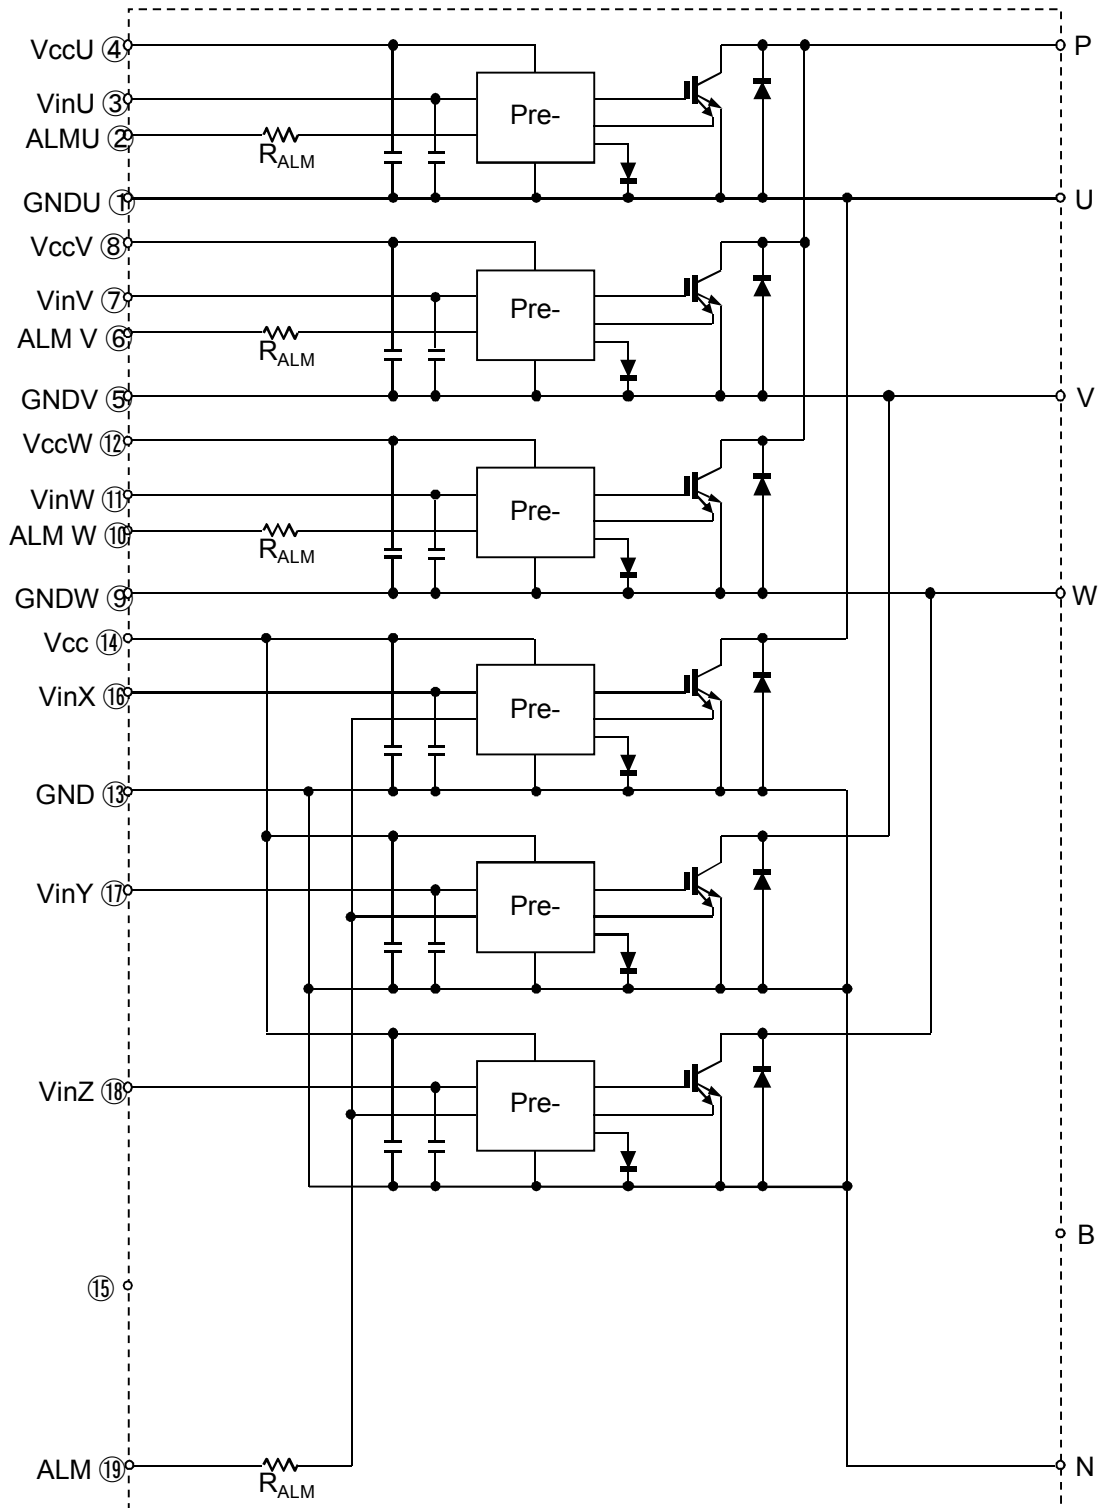 VccU ④ P
VinU ③ Pre-
ALMU ②
RALM
GNDU ① U
VccV ⑧
VinV ⑦ Pre-
ALM V ⑥
RALM
GNDV ⑤ V
VccW ⑫
VinW ⑪ Pre-
ALM W ⑩
RALM
GNDW ⑨ W
Vcc ⑭
VinX ⑯ Pre-
GND ⑬
VinY ⑰ Pre-
VinZ ⑱ Pre-
B
⑮
ALM ⑲ N
RALM